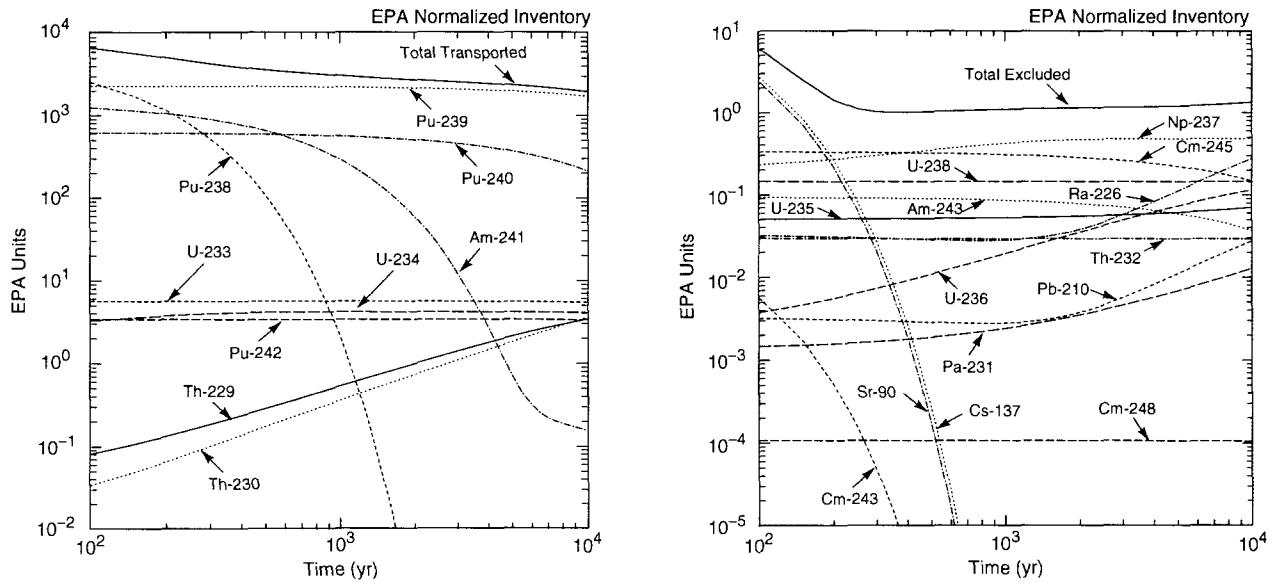 EPA Normalized Inventory
10^4
10^3
10^2
10^1
10^0
10^-1
10^-2
EPA Units
Total Transported
Pu-239
Pu-238
Pu-240
Am-241
U-233
U-234
Pu-242
Th-229
Th-230
10^2
10^3
10^4
Time (yr)
EPA Normalized Inventory
10^1
10^0
10^-1
10^-2
10^-3
10^-4
10^-5
EPA Units
Total Excluded
Np-237
Cm-245
U-238
Ra-226
U-235
Am-243
Th-232
U-236
Pb-210
Pa-231
Sr-90
Cs-137
Cm-248
Cm-243
10^2
10^3
10^4
Time (yr)